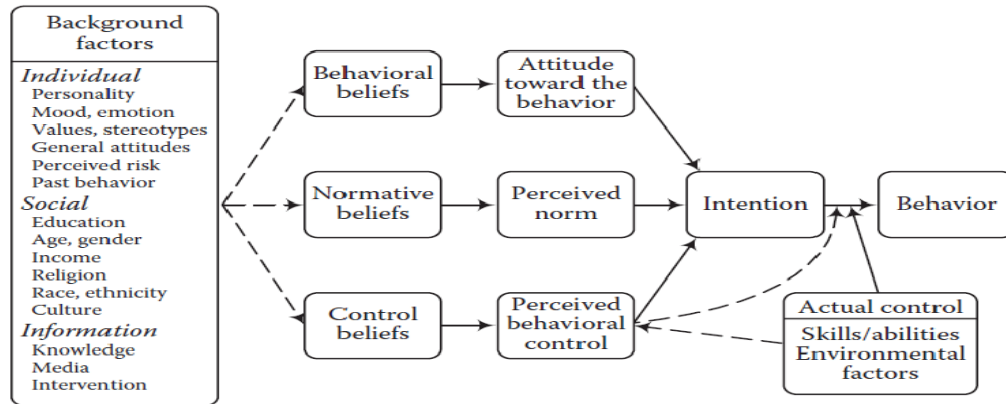 Background
factors
Individual
Personality
Mood, emotion
Values, stereotypes
General attitudes
Perceived risk
Past behavior
Social
Education
Age, gender
Income
Religion
Race, ethnicity
Culture
Information
Knowledge
Media
Intervention
Behavioral
beliefs
Attitude
toward the
behavior
Normative
beliefs
Perceived
norm
Intention
Behavior
Control
beliefs
Perceived
behavioral
control
Actual control
Skills/abilities
Environmental
factors